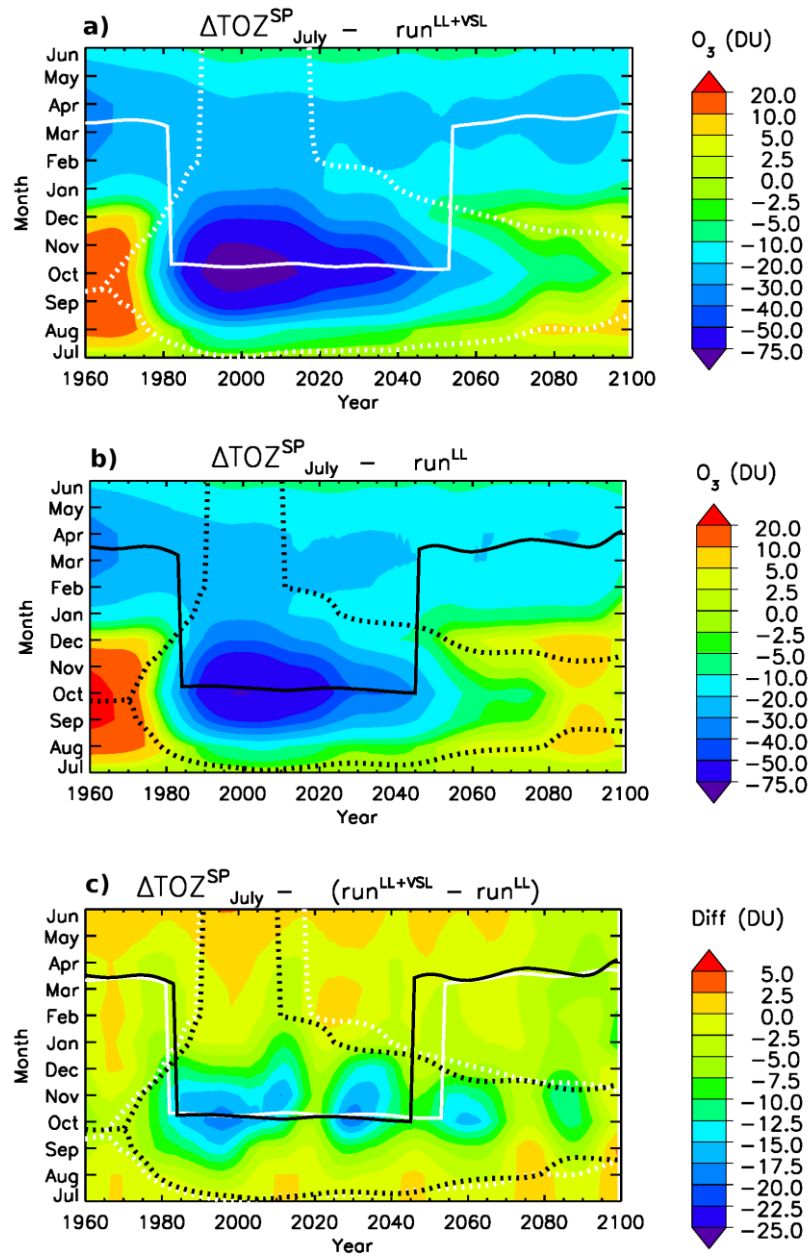 a) ΔTOZ^SP_July – run^LL+VSL
O3 (DU)
Jun
May
Apr
Mar
Feb
Jan
Dec
Nov
Oct
Sep
Aug
Jul
Month
1960 1980 2000 2020 2040 2060 2080 2100
Year
20.0
10.0
5.0
2.5
0.0
−2.5
−5.0
−10.0
−20.0
−30.0
−40.0
−50.0
−75.0
b) ΔTOZ^SP_July – run^LL
O3 (DU)
Jun
May
Apr
Mar
Feb
Jan
Dec
Nov
Oct
Sep
Aug
Jul
Month
1960 1980 2000 2020 2040 2060 2080 2100
Year
20.0
10.0
5.0
2.5
0.0
−2.5
−5.0
−10.0
−20.0
−30.0
−40.0
−50.0
−75.0
c) ΔTOZ^SP_July – (run^LL+VSL – run^LL)
Diff (DU)
Jun
May
Apr
Mar
Feb
Jan
Dec
Nov
Oct
Sep
Aug
Jul
Month
1960 1980 2000 2020 2040 2060 2080 2100
Year
5.0
2.5
0.0
−2.5
−5.0
−7.5
−10.0
−12.5
−15.0
−17.5
−20.0
−22.5
−25.0